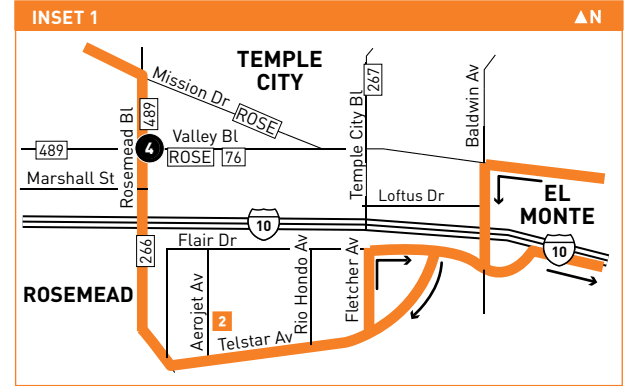 INSET 1
▲N
TEMPLE
CITY
Mission Dr
ROSE
267
Baldwin Av
489
Rosemead Bl
Temple City Bl
489
4
Valley Bl
ROSE
76
Marshall St
Loftus Dr
EL
MONTE
10
10
266
Flair Dr
ROSEMEAD
Aerojet Av
2
Rio Hondo Av
Fletcher Av
Telstar Av